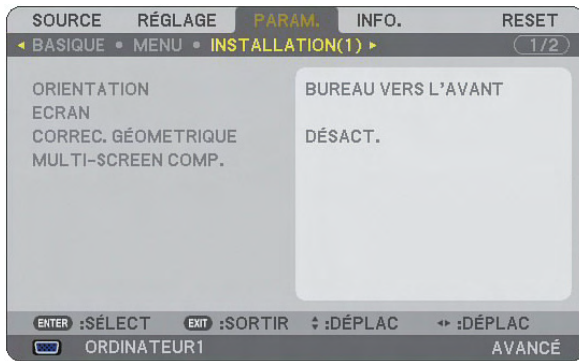 SOURCE RÉGLAGE PARAM. INFO. RESET
BASIQUE • MENU • INSTALLATION(1) 1/2
ORIENTATION BUREAU VERS L'AVANT
ECRAN
CORREC. GÉOMETRIQUE DÉSACT.
MULTI-SCREEN COMP.
ENTER :SÉLECT EXIT :SORTIR :DÉPLAC :DÉPLAC
ORDINATEUR1 AVANCÉ